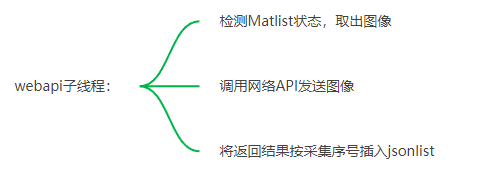 webapi子线程：
检测Matlist状态，取出图像
调用网络API发送图像
将返回结果按采集序号插入jsonlist